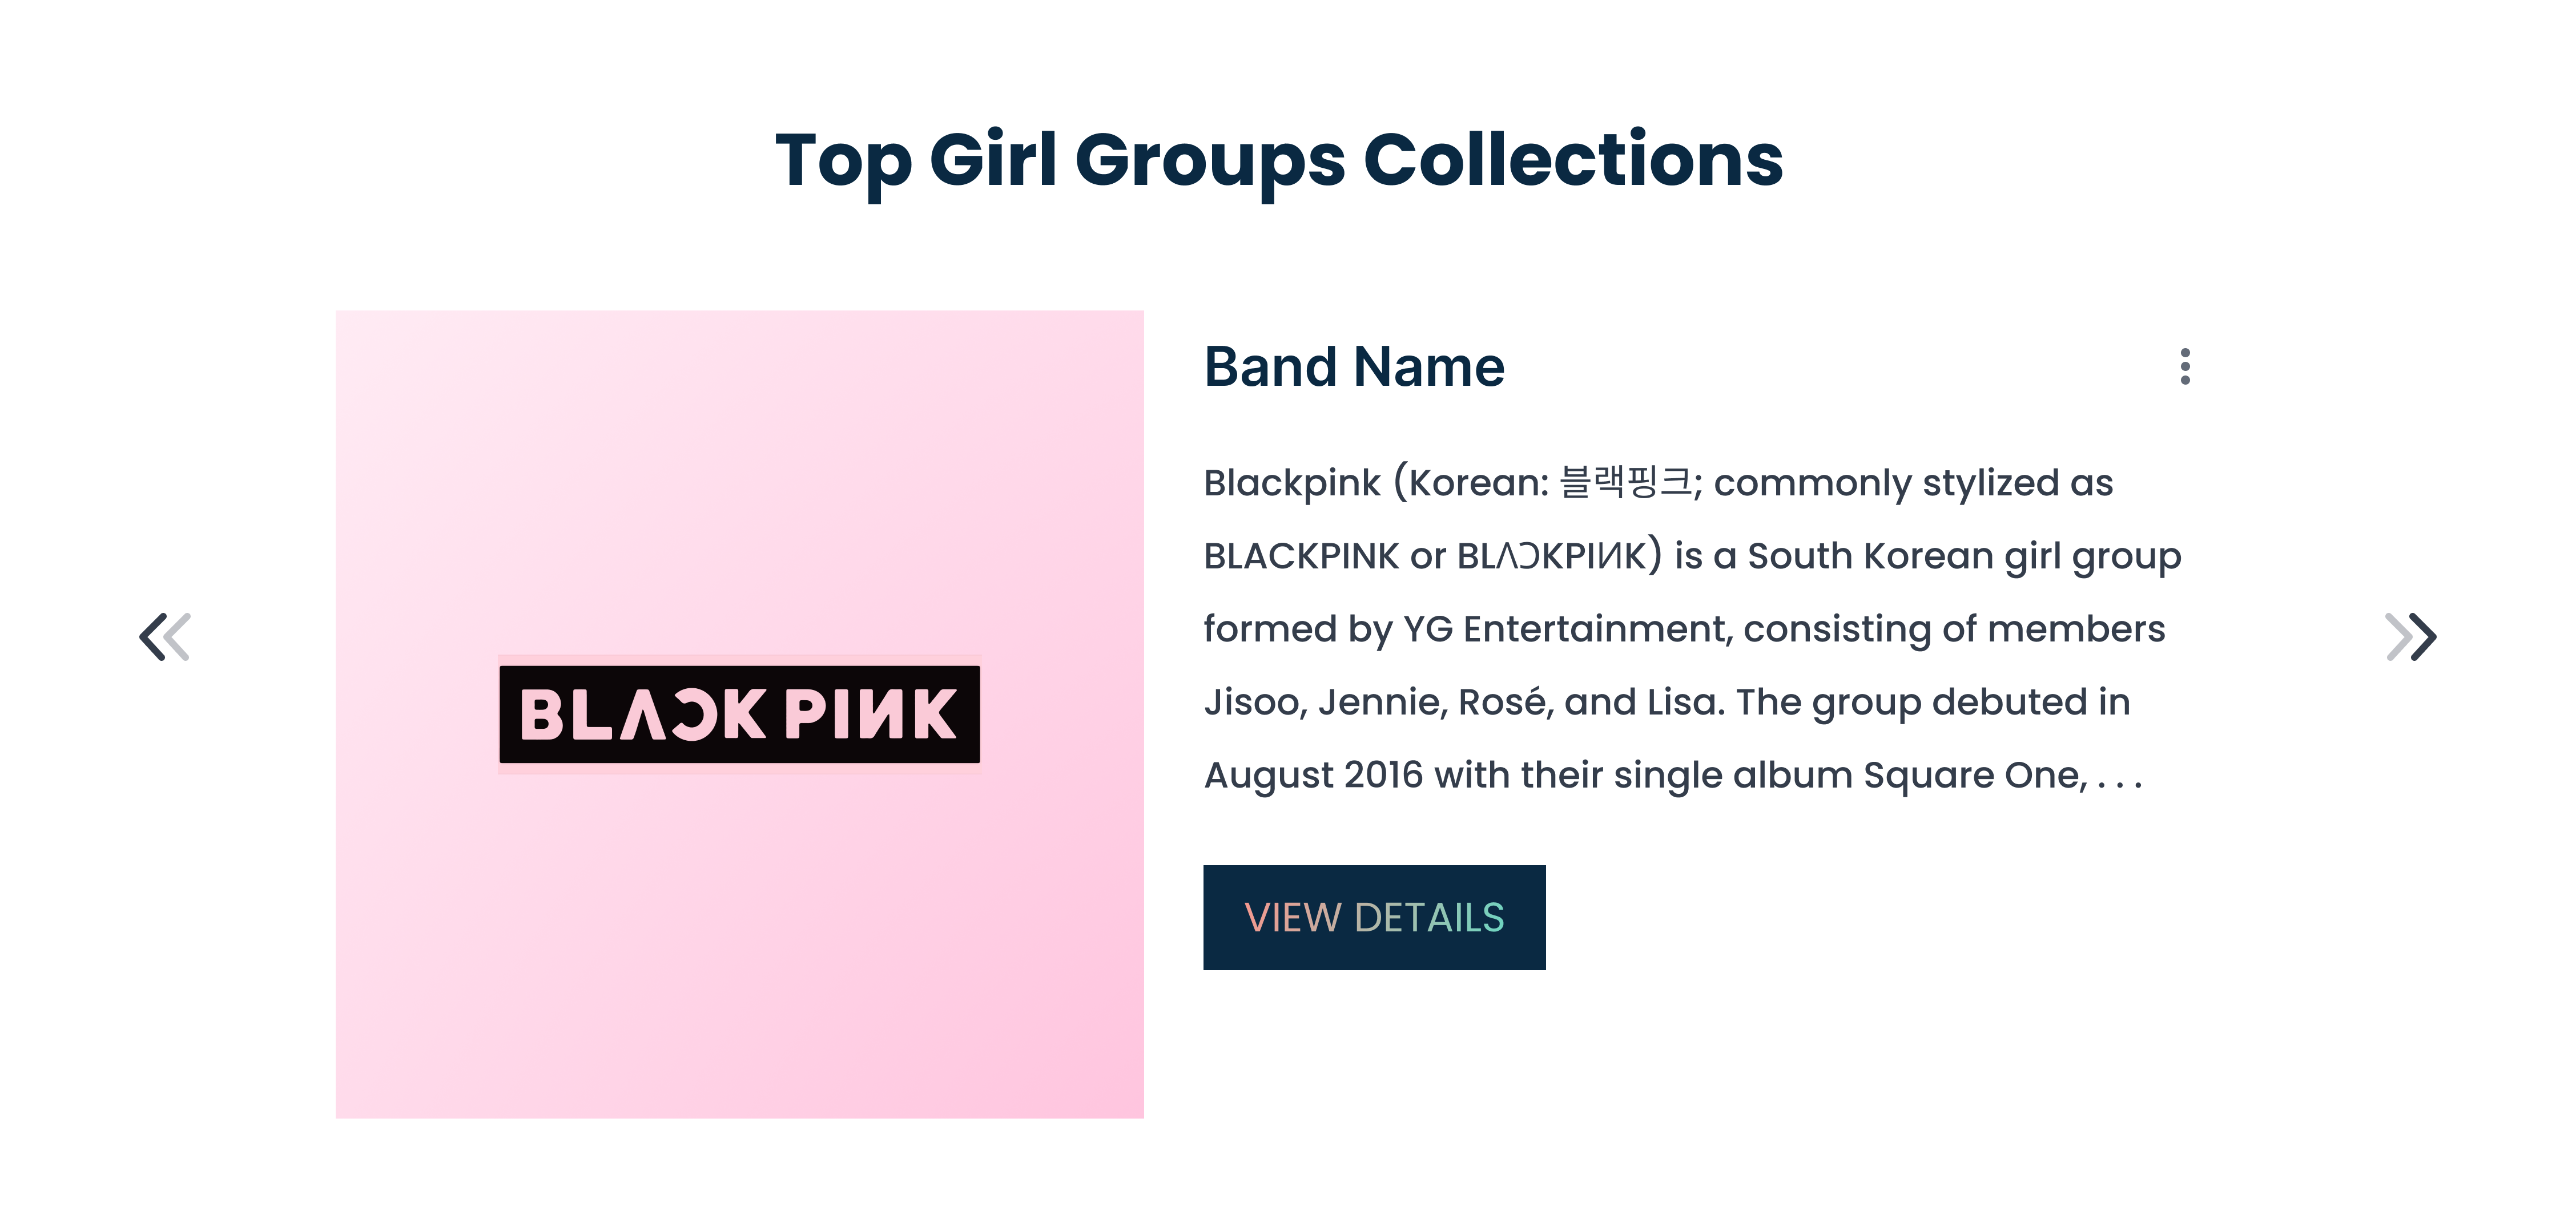 Top Girl Groups Collections
BLɅƆKPIИK
Band Name
Blackpink (Korean: 블랙핑크; commonly stylized as
BLACKPINK or BLɅƆKPIИK) is a South Korean girl group
formed by YG Entertainment, consisting of members
Jisoo, Jennie, Rosé, and Lisa. The group debuted in
August 2016 with their single album Square One, . . .
VIEW DETAILS